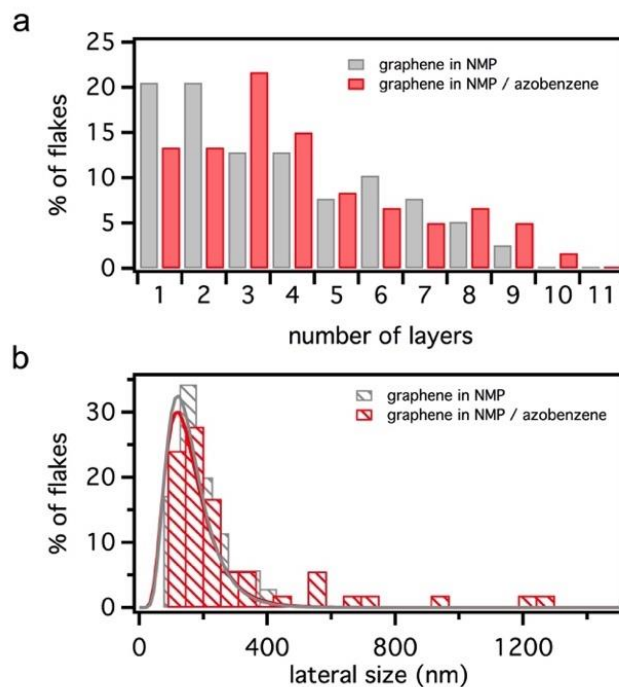 a
25
20
15
10
5
0
% of flakes
graphene in NMP
graphene in NMP / azobenzene
1 2 3 4 5 6 7 8 9 10 11
number of layers
b
30
20
10
0
% of flakes
graphene in NMP
graphene in NMP / azobenzene
0 400 800 1200
lateral size (nm)